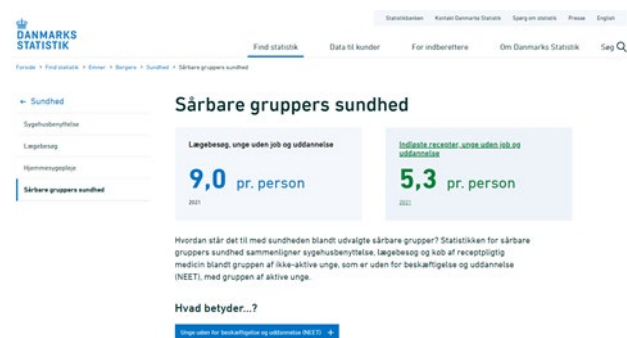 Statistikbanken Kontakt Danmarks Statistik Spørg om statistik Presse English
DANMARKS
STATISTIK
Find statistik Data til kunder For indberettere Om Danmarks Statistik Søg
Forside Find statistik Emner Borgere Sundhed Sårbare gruppers sundhed
← Sundhed
Sygehusbenyttelse
Lægebesøg
Hjemmesygepleje
Sårbare gruppers sundhed
Sårbare gruppers sundhed
Lægebesøg, unge uden job og uddannelse
9,0 pr. person
2021
Indløste recepter, unge uden job og
uddannelse
5,3 pr. person
2021
Hvordan står det til med sundheden blandt udvalgte sårbare grupper? Statistikken for sårbare
gruppers sundhed sammenligner sygehusbenyttelse, lægebesøg og køb af receptpligtig
medicin blandt gruppen af ikke-aktive unge, som er uden for beskæftigelse og uddannelse
(NEET), med gruppen af aktive unge.
Hvad betyder...?
Unge uden for beskæftigelse og uddannelse (NEET) +